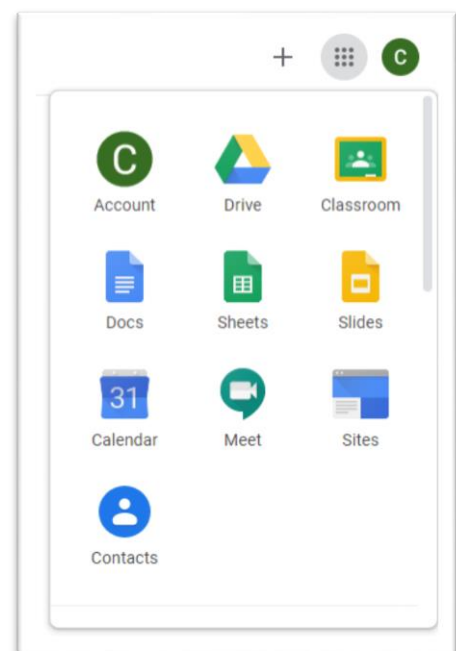 C
C
Account Drive Classroom
Docs Sheets Slides
31
Calendar Meet Sites
Contacts